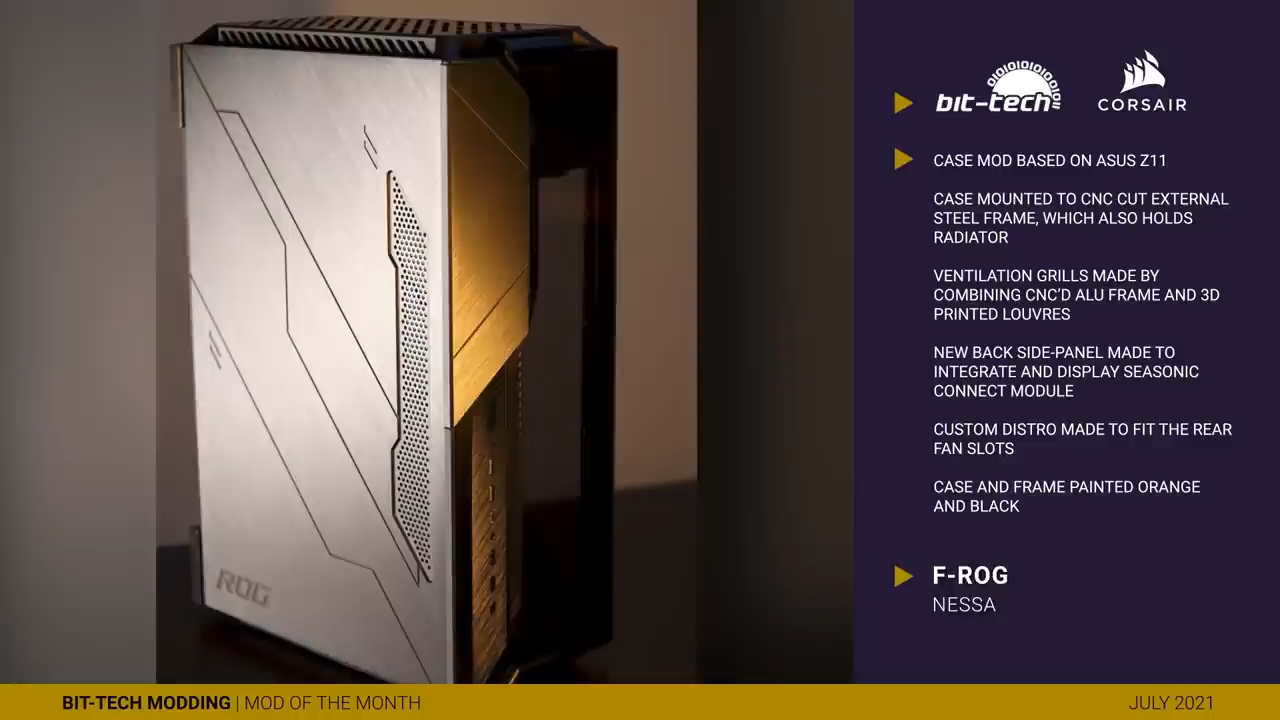 bit-tech
CORSAIR
CASE MOD BASED ON ASUS Z11
CASE MOUNTED TO CNC CUT EXTERNAL
STEEL FRAME, WHICH ALSO HOLDS
RADIATOR
VENTILATION GRILLS MADE BY
COMBINING CNC'D ALU FRAME AND 3D
PRINTED LOUVRES
NEW BACK SIDE-PANEL MADE TO
INTEGRATE AND DISPLAY SEASONIC
CONNECT MODULE
CUSTOM DISTRO MADE TO FIT THE REAR
FAN SLOTS
CASE AND FRAME PAINTED ORANGE
AND BLACK
F-ROG
NESSA
ROG
BIT-TECH MODDING | MOD OF THE MONTH
JULY 2021